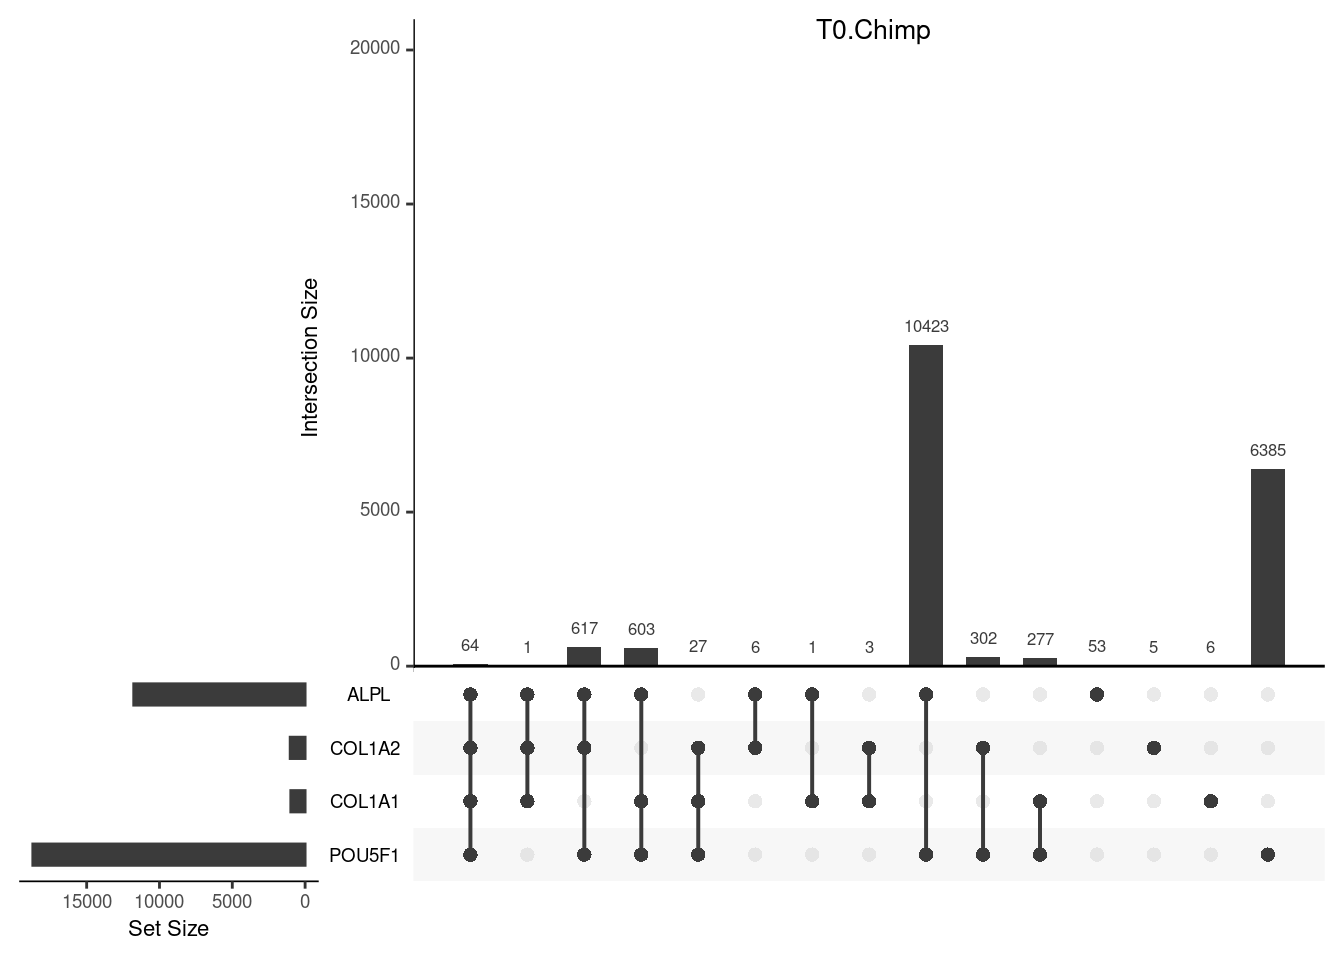 T0.Chimp
20000
15000
10000
5000
0
Intersection Size
64 1 617 603 27 6 1 3 10423 302 277 53 5 6 6385
ALPL
COL1A2
COL1A1
POU5F1
15000 10000 5000 0
Set Size